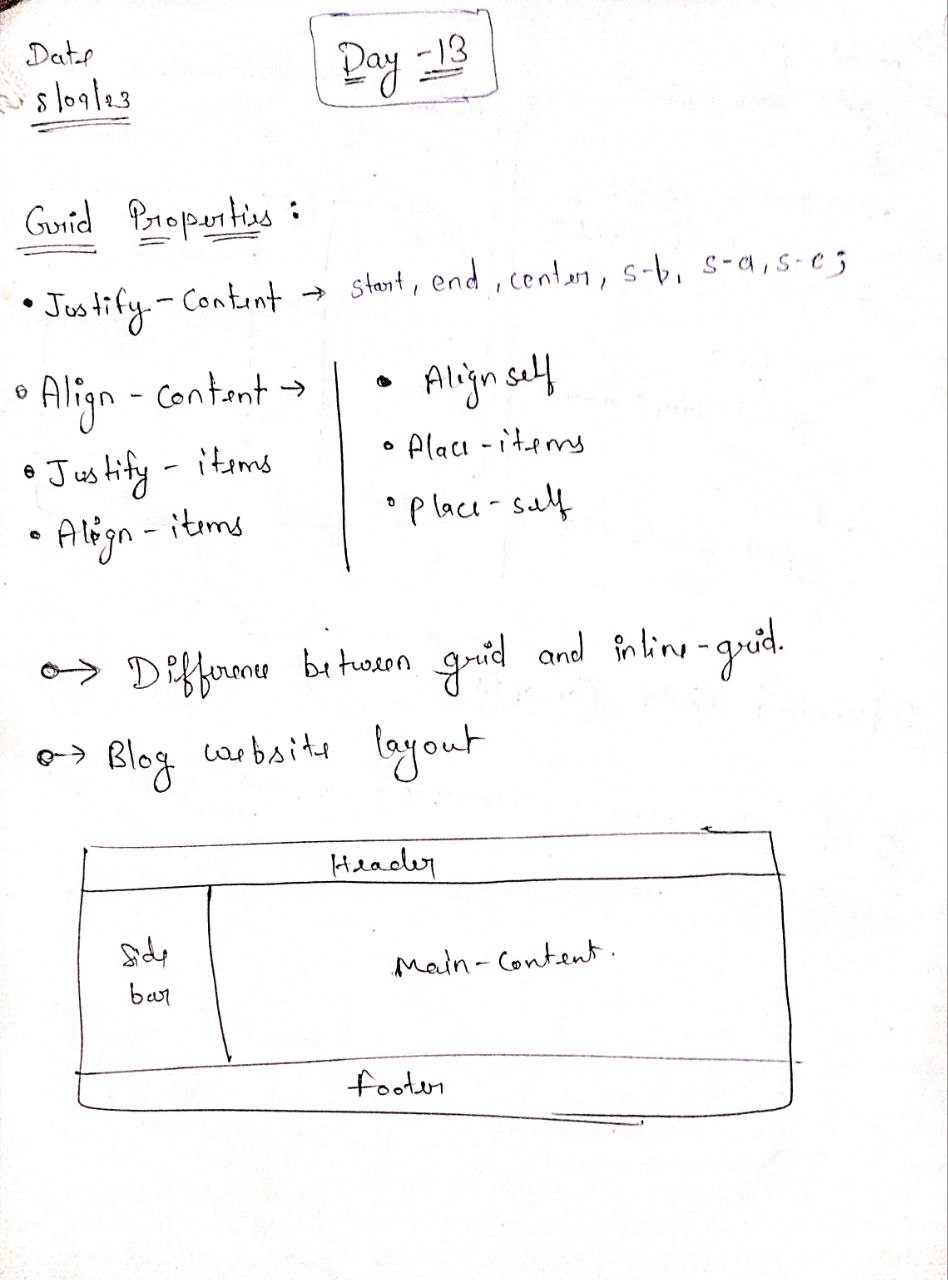 Date
Day-13
8/09/23
Grid Properties :
• Justify-Content → start, end, center, s-b, s-a, s-e;
• Align-Content →
• Justify-items
• Align-items
• Align self
• Alace-items
• place-self
→ Difference between grid and inline-grid.
→ Blog website layout
Header
Side
bar
Main-Content.
footer